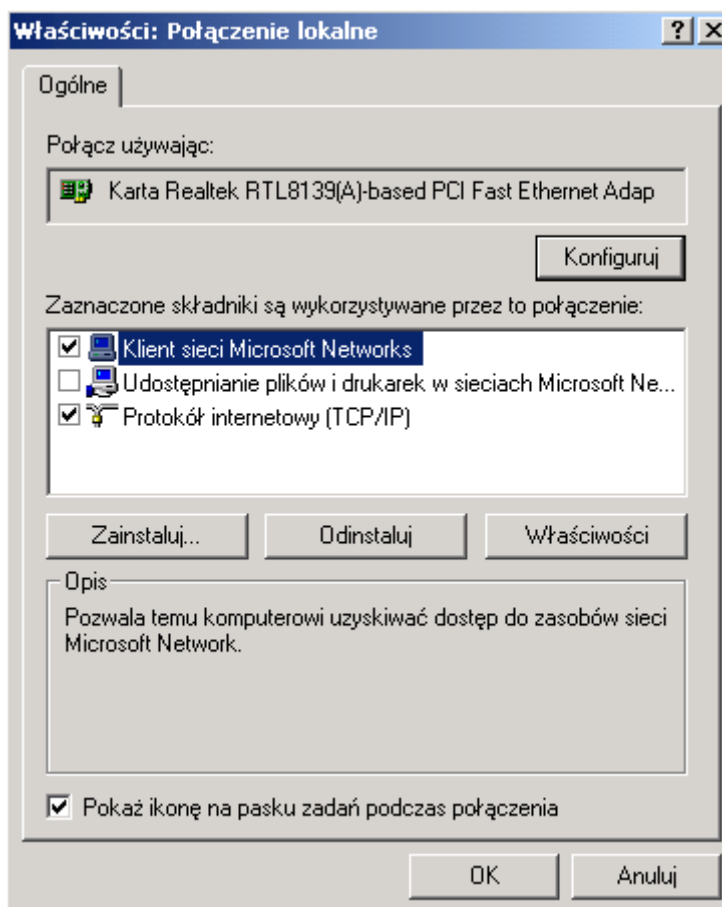 Właściwości: Połączenie lokalne
Ogólne
Połącz używając:
Karta Realtek RTL8139(A)-based PCI Fast Ethernet Adap
Konfiguruj
Zaznaczone składniki są wykorzystywane przez to połączenie:
Klient sieci Microsoft Networks
Udostępnianie plików i drukarek w sieciach Microsoft Ne...
Protokół internetowy (TCP/IP)
Zainstaluj... Odinstaluj Właściwości
Opis
Pozwala temu komputerowi uzyskiwać dostęp do zasobów sieci
Microsoft Network.
Pokaż ikonę na pasku zadań podczas połączenia
OK Anuluj